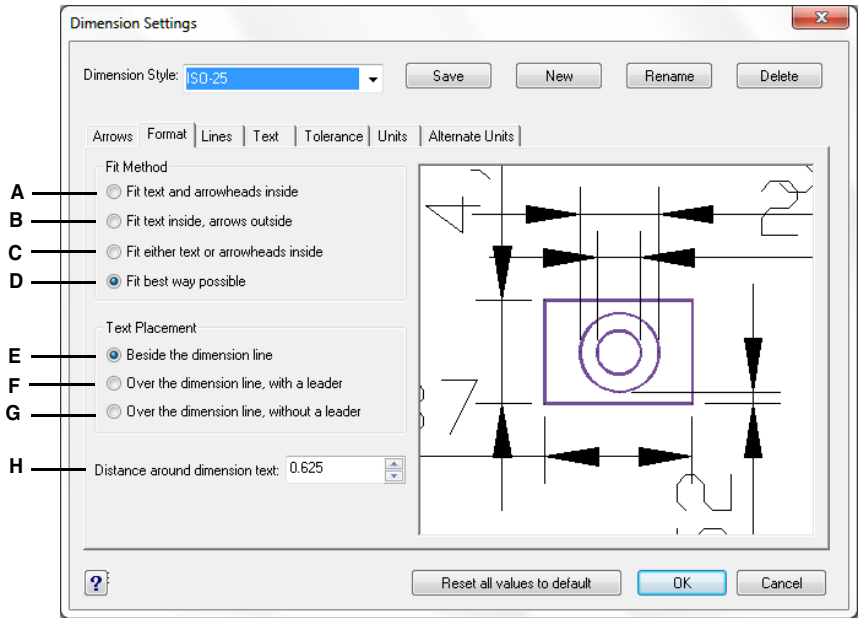 Dimension Settings
Dimension Style: ISO-25 Save New Rename Delete
Arrows Format Lines Text Tolerance Units Alternate Units
Fit Method
A Fit text and arrowheads inside
B Fit text inside, arrows outside
C Fit either text or arrowheads inside
D Fit best way possible
Text Placement
E Beside the dimension line
F Over the dimension line, with a leader
G Over the dimension line, without a leader
H Distance around dimension text: 0.625
? Reset all values to default OK Cancel